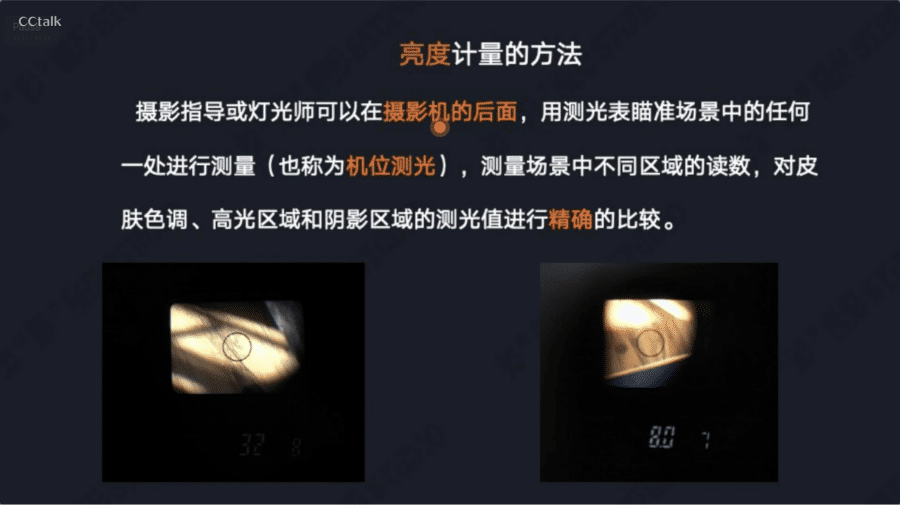 CCtalk
亮度计量的方法
摄影指导或灯光师可以在摄影机的后面，用测光表瞄准场景中的任何
一处进行测量（也称为机位测光），测量场景中不同区域的读数，对皮
肤色调、高光区域和阴影区域的测光值进行精确的比较。
32 8
8.0 7